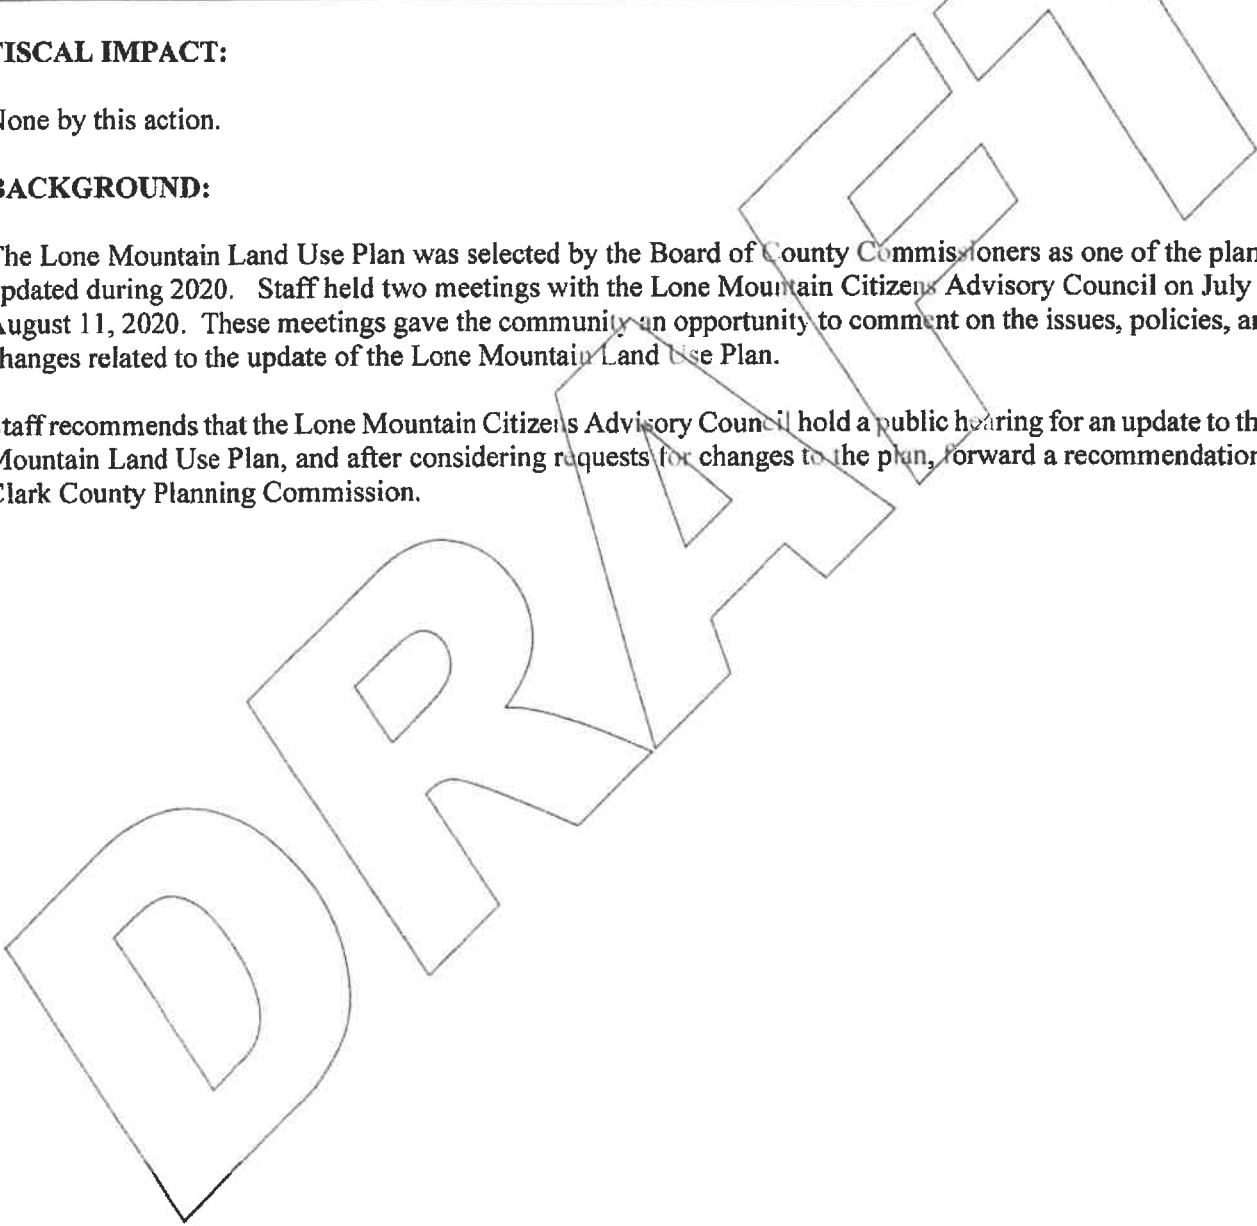 FISCAL IMPACT:
None by this action.
BACKGROUND:
The Lone Mountain Land Use Plan was selected by the Board of County Commissioners as one of the plan
updated during 2020. Staff held two meetings with the Lone Mountain Citizens Advisory Council on July
August 11, 2020. These meetings gave the community an opportunity to comment on the issues, policies, an
changes related to the update of the Lone Mountain Land Use Plan.
Staff recommends that the Lone Mountain Citizens Advisory Council hold a public hearing for an update to th
Mountain Land Use Plan, and after considering requests for changes to the plan, forward a recommendation
Clark County Planning Commission.
DRAFT